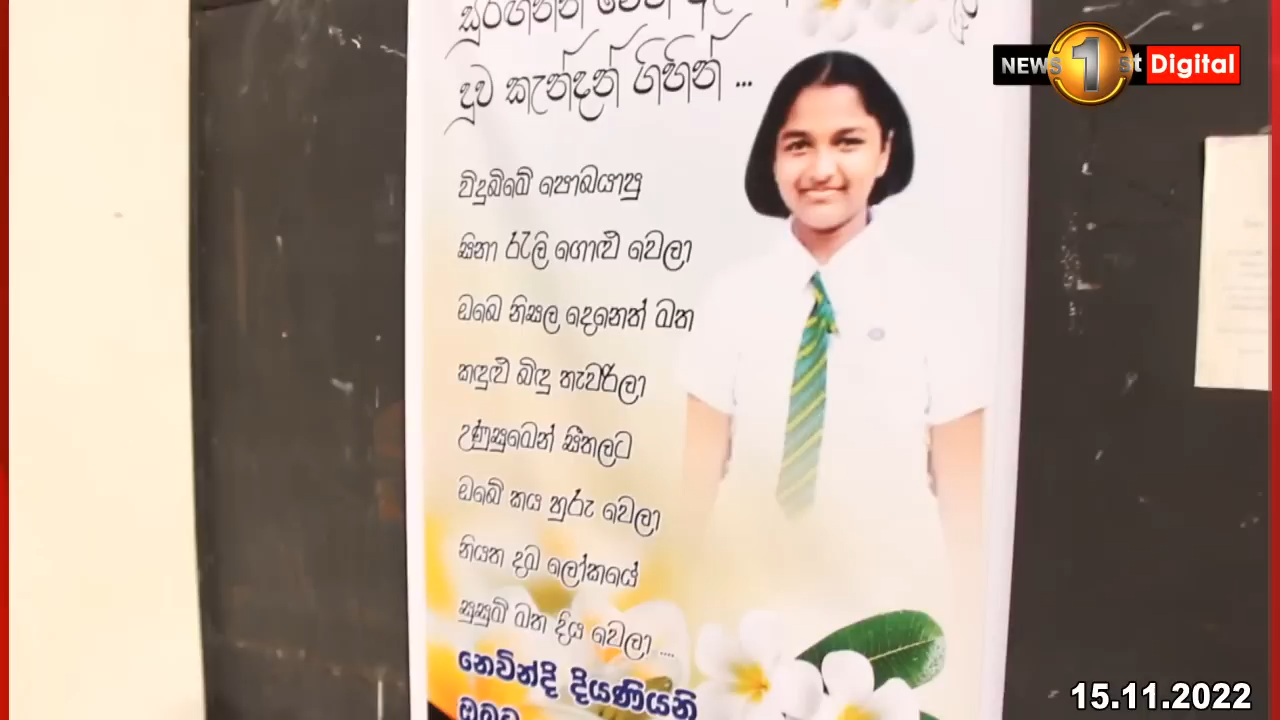 දූව කැන්දන් ගිහින් ...
විදුබිමේ පොබයාපු
සිනා රැලි ගොළු වෙලා
ඔබෙ නිසල දෙනෙත් මත
කඳුළු බිඳු තැවරිලා
උණුසුමෙන් සීතලට
ඔබේ කය හුරු වෙලා
නියත දම ලෝකයේ
සුසුම් මත දිය වෙලා ....
නෙවින්දි දියණියනි
NEWS 1st Digital
15.11.2022